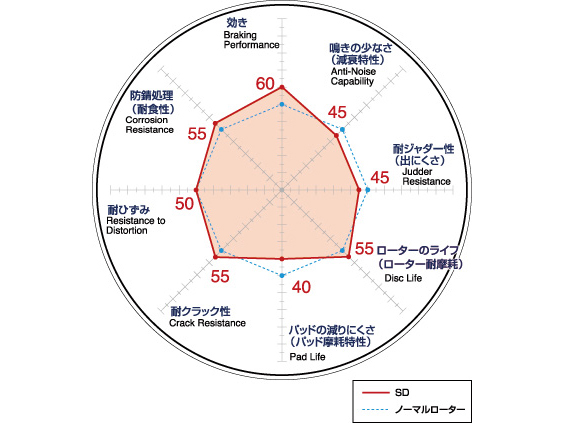 効き
Braking
Performance
60
鳴きの少なさ
（減衰特性）
Anti-Noise
Capability
45
耐ジャダー性
（出にくさ）
Judder
Resistance
45
ローターのライフ
（ローター耐摩耗）
Disc Life
55
パッドの減りにくさ
（パッド摩耗特性）
Pad Life
40
耐クラック性
Crack Resistance
55
耐ひずみ
Resistance to
Distortion
50
防錆処理
（耐食性）
Corrosion
Resistance
55
SD
ノーマルローター